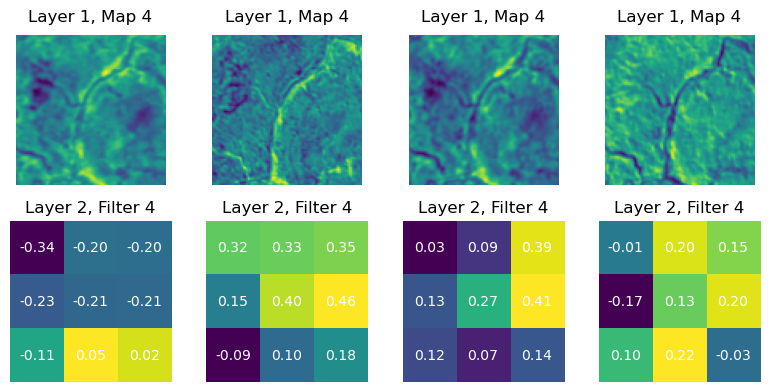 Layer 1, Map 4 Layer 1, Map 4 Layer 1, Map 4 Layer 1, Map 4
Layer 2, Filter 4 Layer 2, Filter 4 Layer 2, Filter 4 Layer 2, Filter 4
-0.34 -0.20 -0.20 0.32 0.33 0.35 0.03 0.09 0.39 -0.01 0.20 0.15
-0.23 -0.21 -0.21 0.15 0.40 0.46 0.13 0.27 0.41 -0.17 0.13 0.20
-0.11 0.05 0.02 -0.09 0.10 0.18 0.12 0.07 0.14 0.10 0.22 -0.03